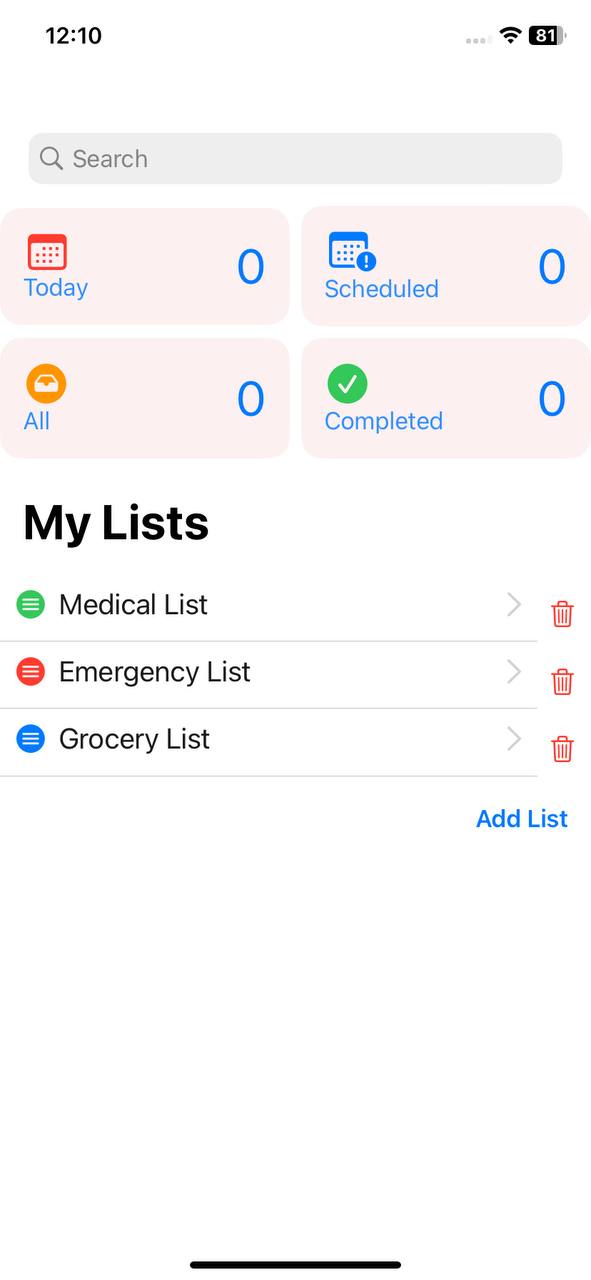 12:10
81
Search
Today
0
Scheduled
0
All
0
Completed
0
My Lists
Medical List
Emergency List
Grocery List
Add List